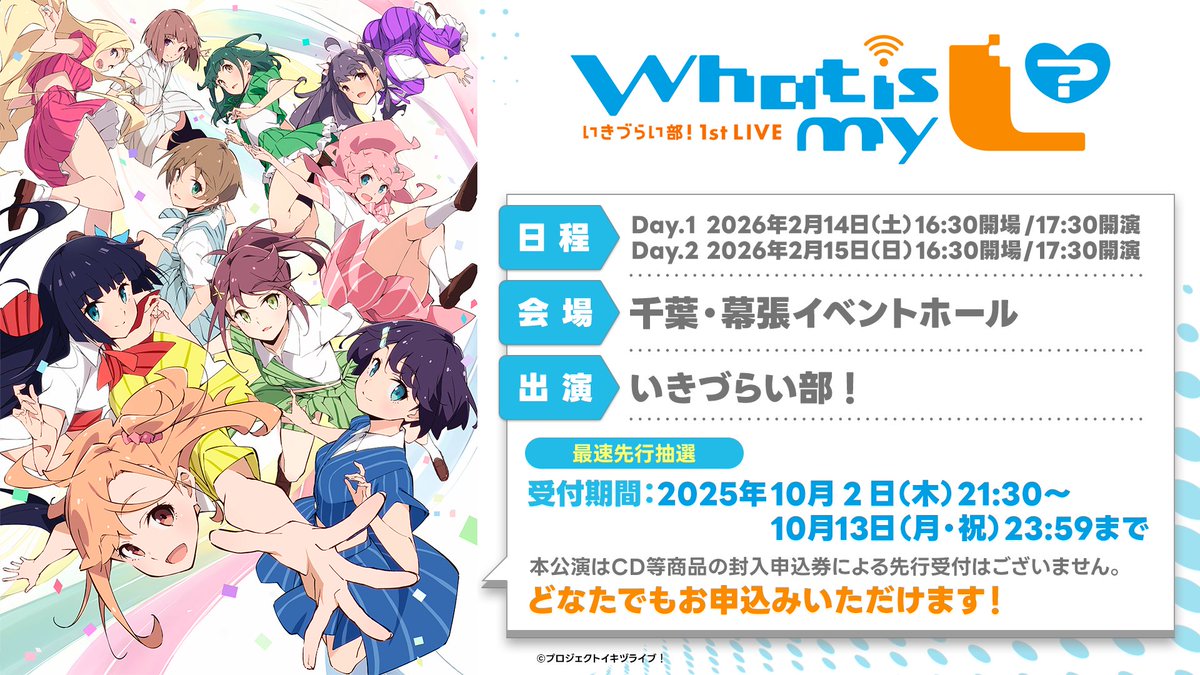 What is
my L?
いきづらい部！1st LIVE
日程
Day.1 2026年2月14日（土）16:30開場/17:30開演
Day.2 2026年2月15日（日）16:30開場/17:30開演
会場
千葉・幕張イベントホール
出演
いきづらい部！
最速先行抽選
受付期間：2025年10月2日（木）21:30～
10月13日（月・祝）23:59まで
本公演はCD等商品の封入申込券による先行受付はございません。
どなたでもお申込みいただけます！
©プロジェクトイキヅライブ！